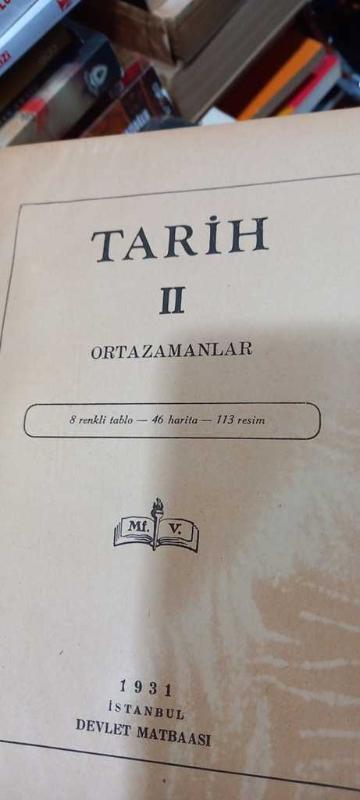 TARİH
II
ORTAZAMANLAR
8 renkli tablo — 46 harita — 113 resim
Mf. V.
1931
İSTANBUL
DEVLET MATBAASI